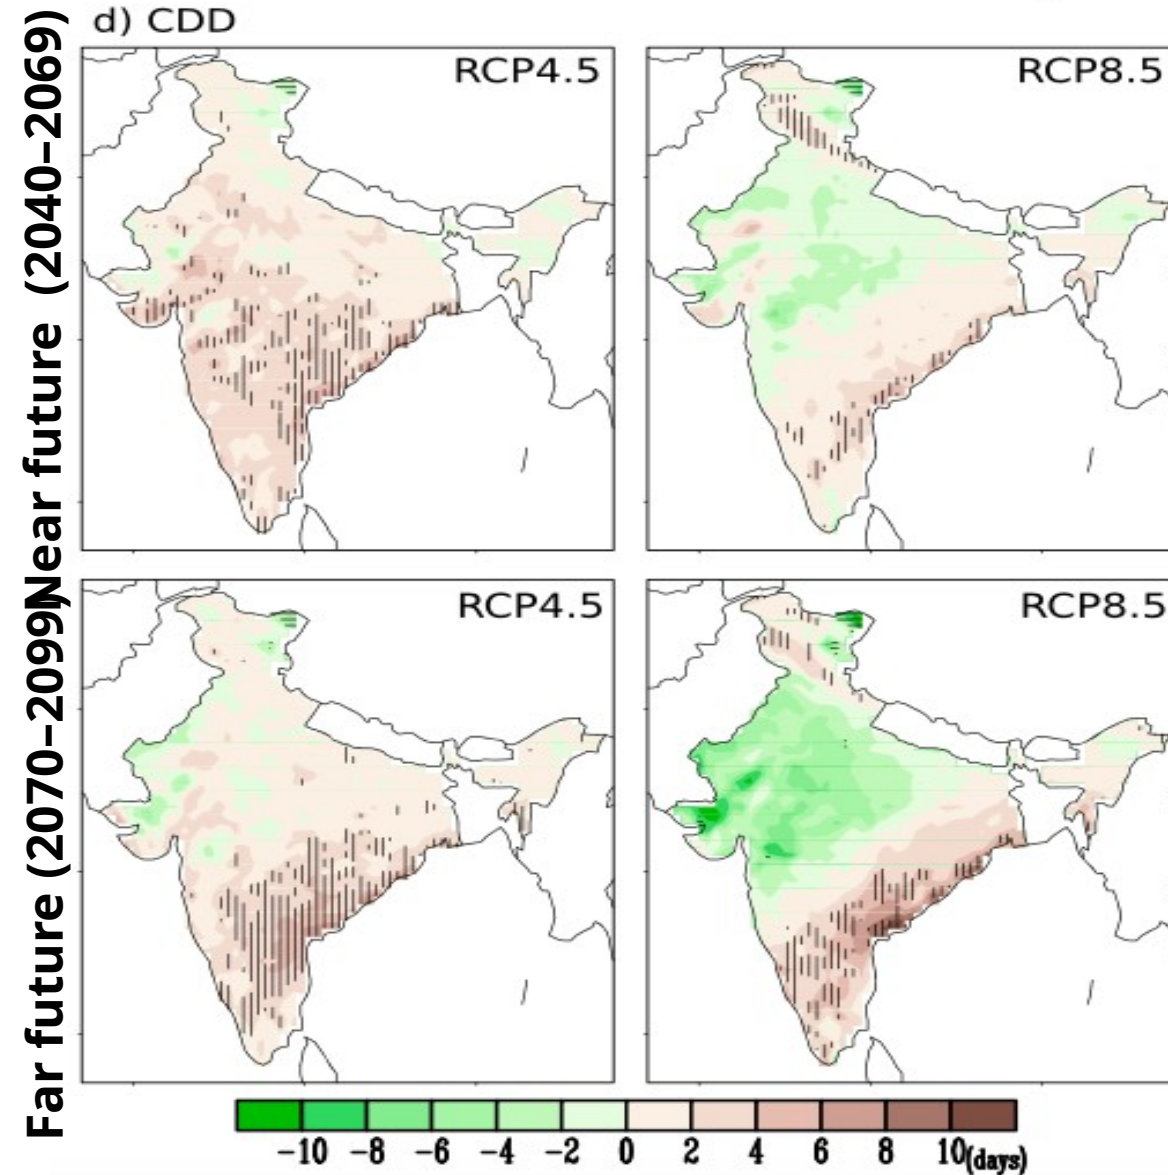 d) CDD
RCP4.5
RCP8.5
Near future (2040–2069)
RCP4.5
RCP8.5
Far future (2070–2099)
−10 −8 −6 −4 −2 0 2 4 6 8 10(days)